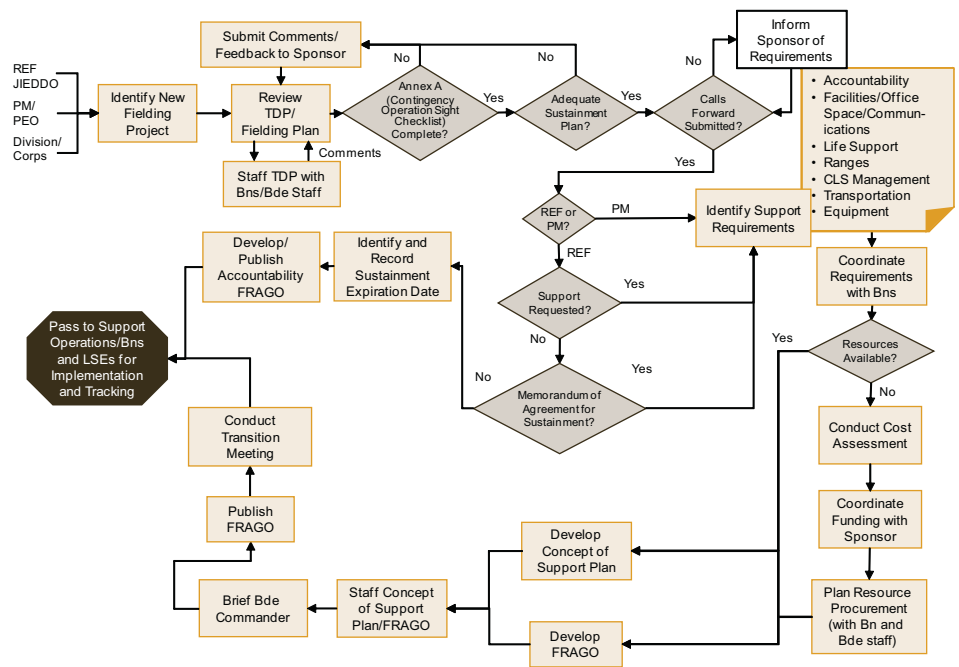 REF
JIEDDO
PM/
PEO
Division/
Corps
Identify New
Fielding
Project
Submit Comments/
Feedback to Sponsor
Review
TDP/
Fielding Plan
Comments
Staff TDP with
Bns/Bde Staff
No
Annex A
(Contingency
Operation Sight
Checklist)
Complete?
Yes
No
Adequate
Sustainment
Plan?
Yes
No
Calls
Forward
Submitted?
Yes
Inform
Sponsor of
Requirements
• Accountability
• Facilities/Office
Space/Commun-
ications
• Life Support
• Ranges
• CLS Management
• Transportation
• Equipment
REF or
PM?
PM
Identify Support
Requirements
REF
Support
Requested?
Yes
No
Memorandum of
Agreement for
Sustainment?
Yes
No
Identify and
Record
Sustainment
Expiration Date
Develop/
Publish
Accountability
FRAGO
Pass to Support
Operations/Bns
and LSEs for
Implementation
and Tracking
Coordinate
Requirements
with Bns
Resources
Available?
Yes
No
Conduct Cost
Assessment
Coordinate
Funding with
Sponsor
Plan Resource
Procurement
(with Bn and
Bde staff)
Develop
Concept of
Support Plan
Develop
FRAGO
Staff Concept
of Support
Plan/FRAGO
Brief Bde
Commander
Publish
FRAGO
Conduct
Transition
Meeting